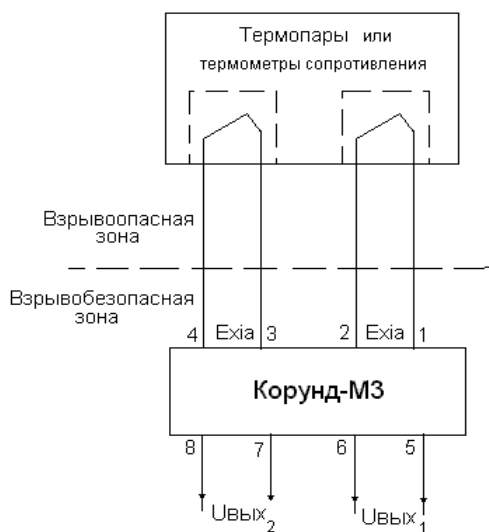 Термопары или
термометры сопротивления
Взрывоопасная
зона
Взрывобезопасная
зона
4 Exia 3 2 Exia 1
Корунд-М3
8 7 6 5
Uвых2 Uвых1